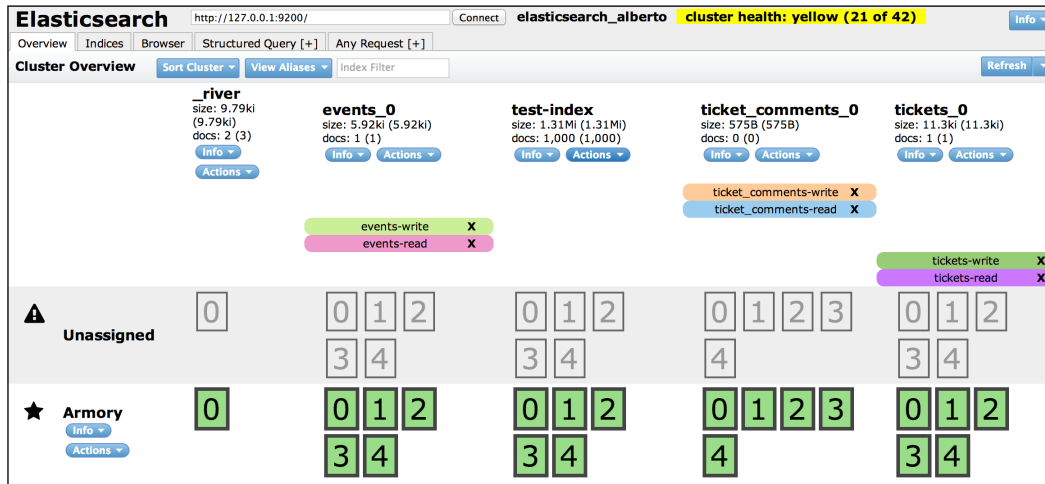 Elasticsearch http://127.0.0.1:9200/ Connect elasticsearch_alberto cluster health: yellow (21 of 42) Info
Overview Indices Browser Structured Query [+] Any Request [+]
Cluster Overview Sort Cluster View Aliases Index Filter Refresh
_river
size: 9.79ki
(9.79ki)
docs: 2 (3)
Info
Actions
events_0
size: 5.92ki (5.92ki)
docs: 1 (1)
Info Actions
test-index
size: 1.31Mi (1.31Mi)
docs: 1,000 (1,000)
Info Actions
ticket_comments_0
size: 575B (575B)
docs: 0 (0)
Info Actions
tickets_0
size: 11.3ki (11.3ki)
docs: 1 (1)
Info Actions
ticket_comments-write X
ticket_comments-read X
events-write X
events-read X
tickets-write X
tickets-read X
Unassigned
0 0 1 2 0 1 2 0 1 2 3 0 1 2
3 4 3 4 4 3 4
Armory
Info
Actions
0 0 1 2 0 1 2 0 1 2 3 0 1 2
3 4 3 4 4 3 4